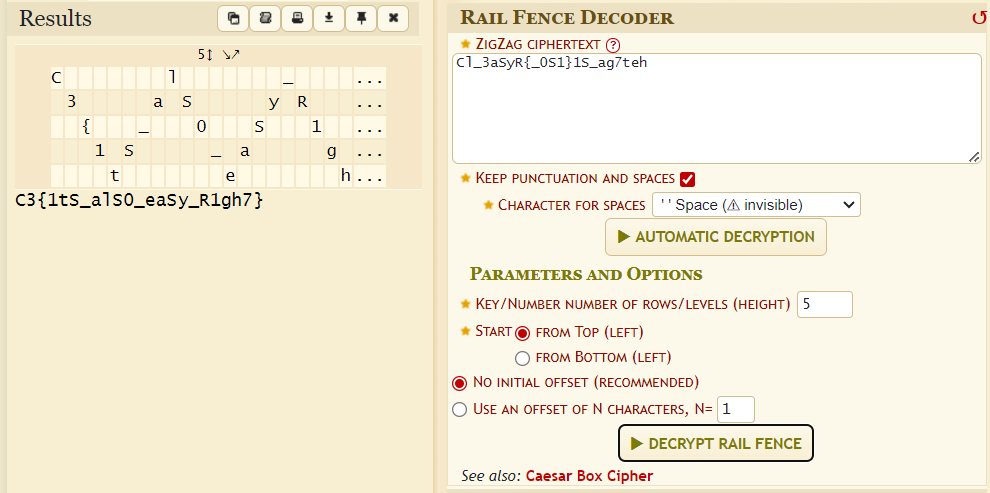 Results
5↕ ↘↗
C l _ ...
3 a S y R ...
{ _ 0 S 1 ...
1 S _ a g ...
t e h ...
C3{1tS_alS0_eaSy_R1gh7}
RAIL FENCE DECODER
★ ZIGZAG CIPHERTEXT ?
Cl_3aSyR{_0S1}1S_ag7teh
★ KEEP PUNCTUATION AND SPACES
★ CHARACTER FOR SPACES ' ' Space (⚠ invisible)
▶ AUTOMATIC DECRYPTION
PARAMETERS AND OPTIONS
★ KEY/NUMBER NUMBER OF ROWS/LEVELS (HEIGHT) 5
★ START FROM TOP (LEFT)
FROM BOTTOM (LEFT)
NO INITIAL OFFSET (RECOMMENDED)
USE AN OFFSET OF N CHARACTERS, N= 1
▶ DECRYPT RAIL FENCE
See also: Caesar Box Cipher